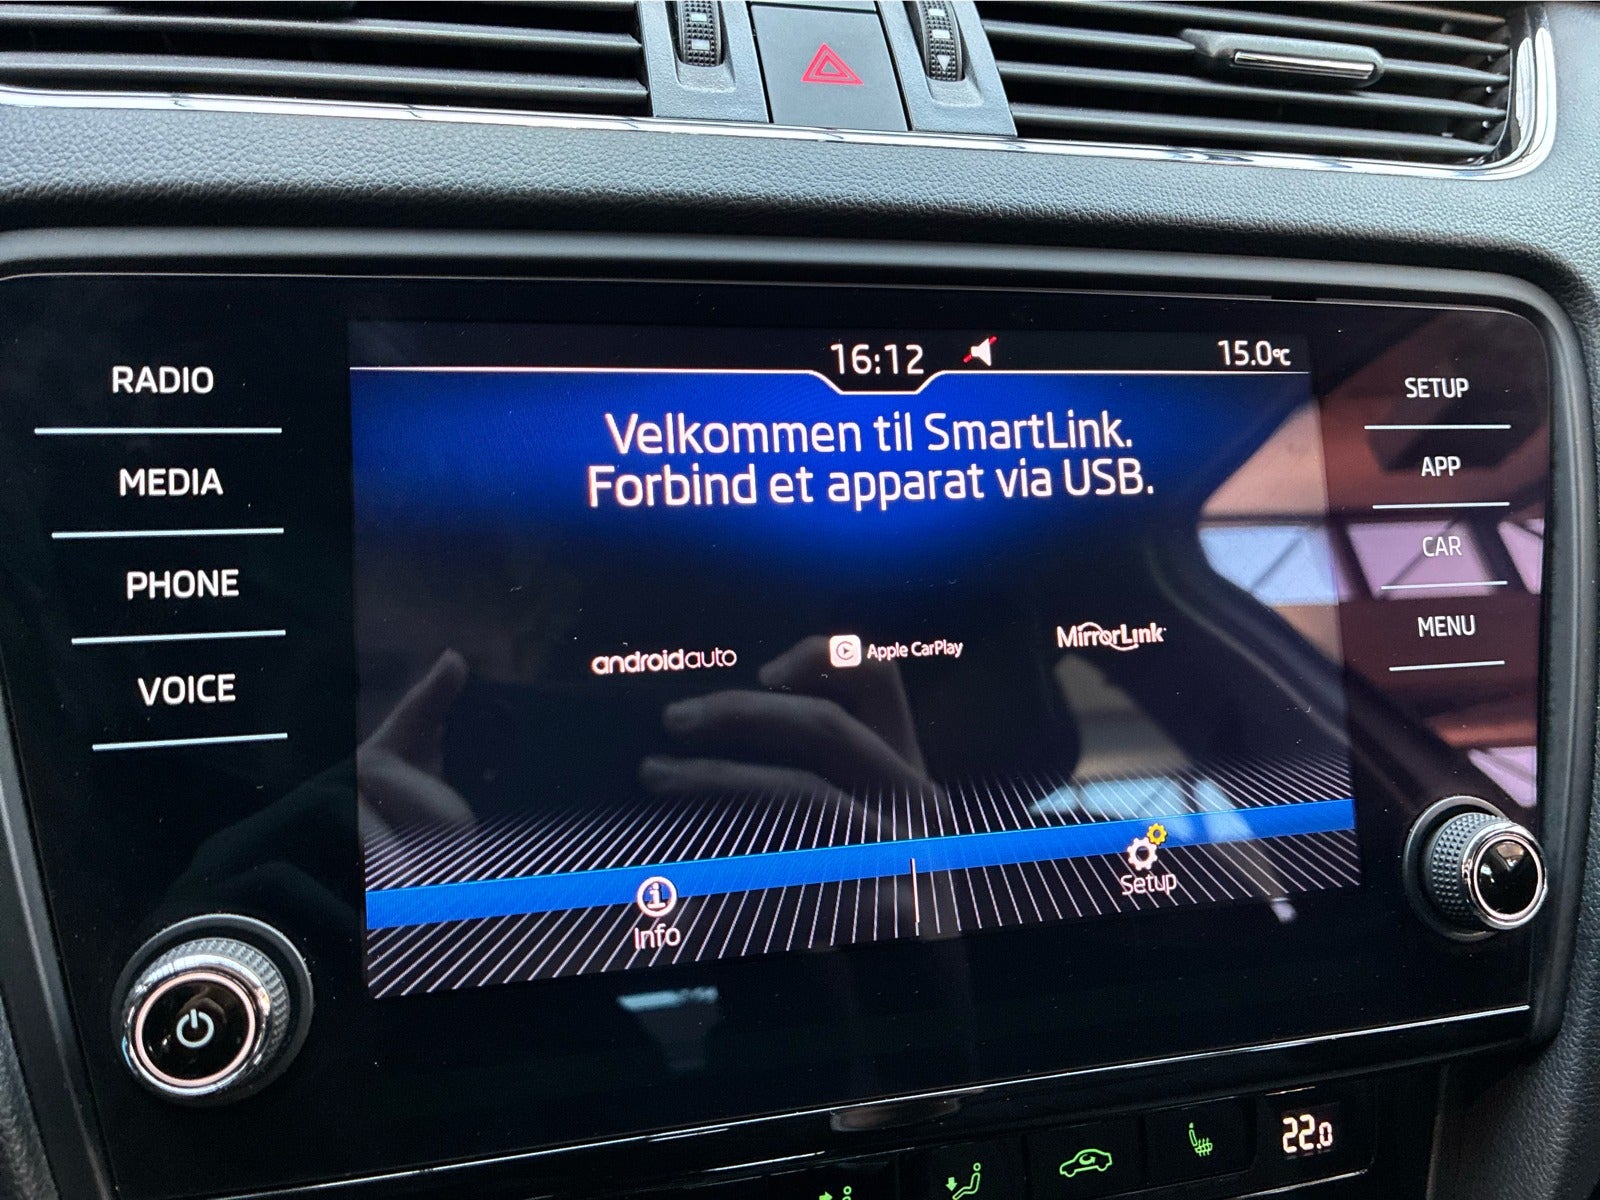 16:12
15.0°C
RADIO
MEDIA
PHONE
VOICE
Velkommen til SmartLink.
Forbind et apparat via USB.
androidauto
Apple CarPlay
MirrorLink
Info
Setup
SETUP
APP
CAR
MENU
22.0